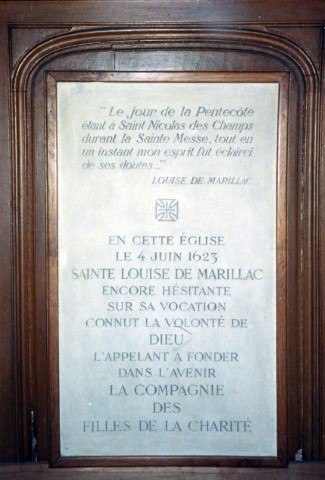 "Le jour de la Pentecôte
étant à Saint Nicolas des Champs
durant la Sainte Messe, tout en
un instant mon esprit fut éclairci
de ses doutes..."
LOUISE DE MARILLAC
EN CETTE ÉGLISE
LE 4 JUIN 1623
SAINTE LOUISE DE MARILLAC
ENCORE HÉSITANTE
SUR SA VOCATION
CONNUT LA VOLONTÉ DE
DIEU
L'APPELANT À FONDER
DANS L'AVENIR
LA COMPAGNIE
DES
FILLES DE LA CHARITÉ